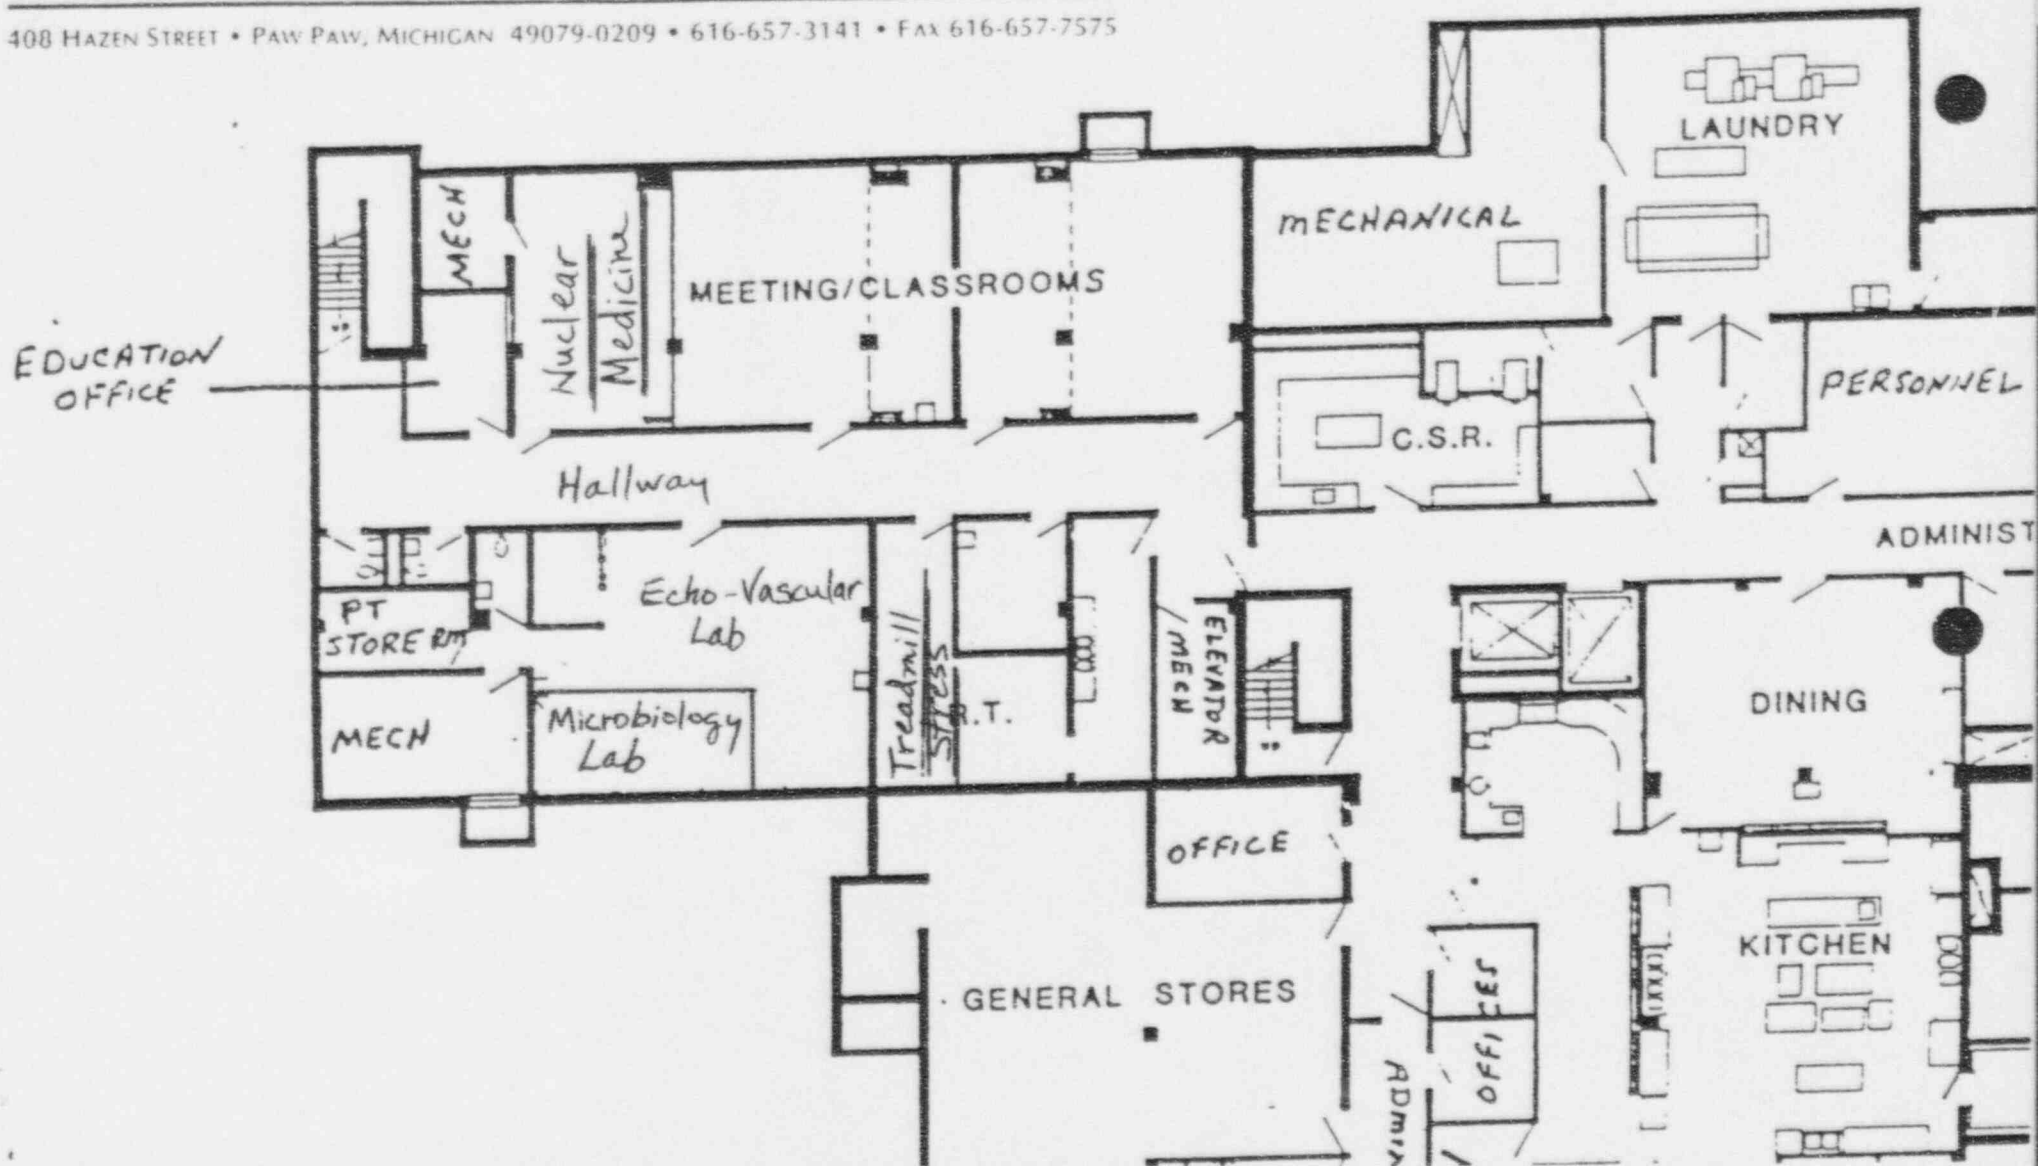 408 HAZEN STREET • PAW PAW, MICHIGAN 49079-0209 • 616-657-3141 • FAX 616-657-7575
LAUNDRY
MECH
Nuclear
Medicine
MEETING/CLASSROOMS
MECHANICAL
EDUCATION
OFFICE
PERSONNEL
C.S.R.
Hallway
ADMINIST
PT
STORE RM
Echo-Vascular
Lab
Treadmill
Stress
R.T.
ELEVATOR
MECH
DINING
MECH
Microbiology
Lab
OFFICE
KITCHEN
GENERAL STORES
OFFICES
ADMIN